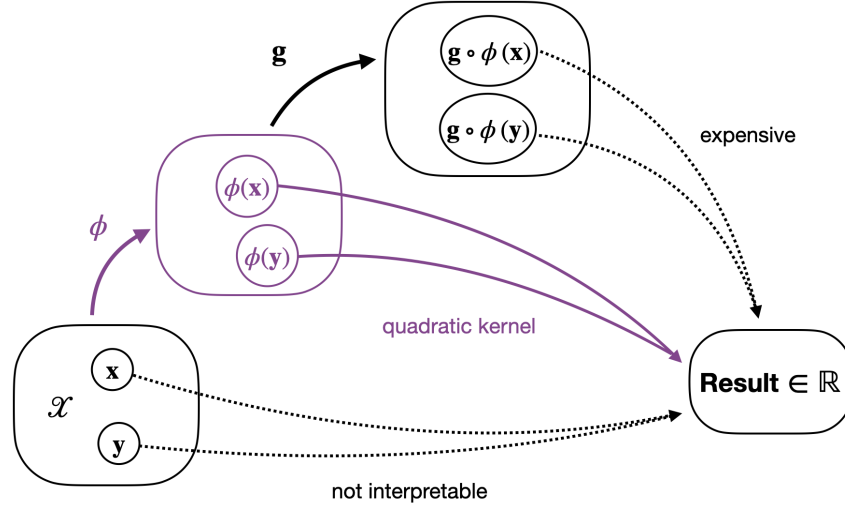 g
g ∘ ϕ (x)
g ∘ ϕ (y)
expensive
ϕ
ϕ(x)
ϕ(y)
quadratic kernel
𝒳
x
y
Result ∈ ℝ
not interpretable